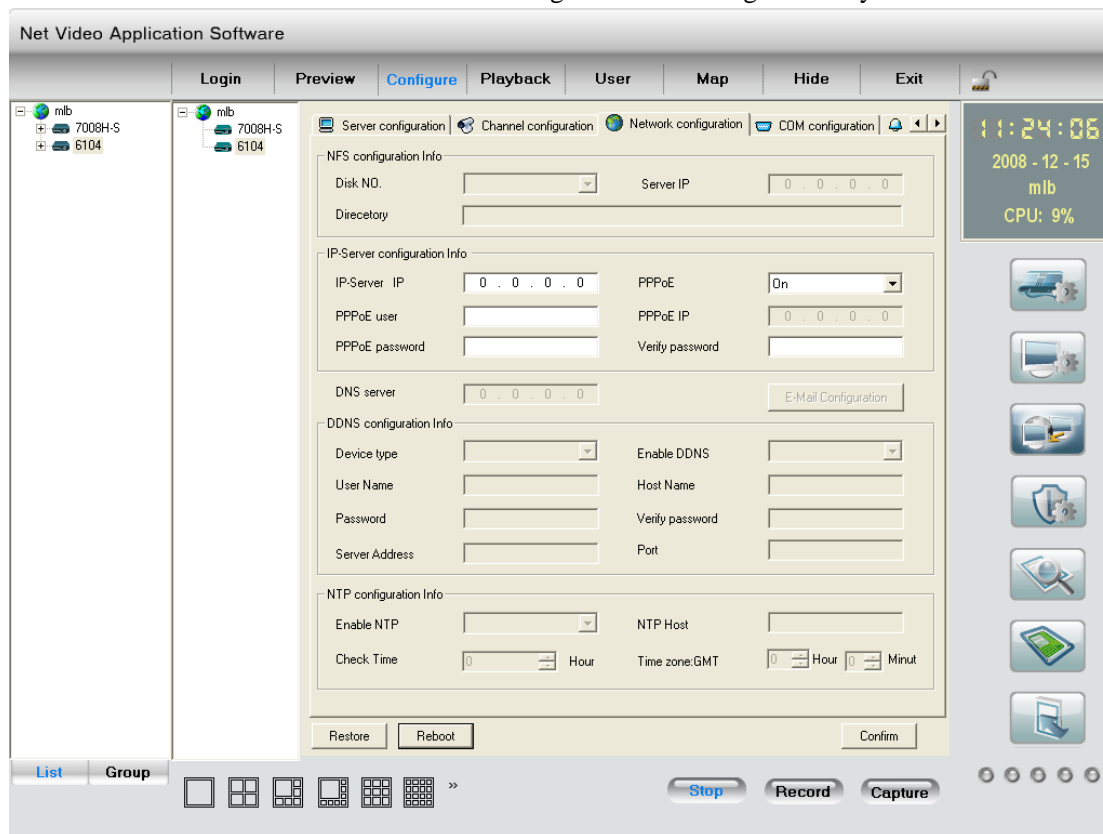 Net Video Application Software
Login Preview Configure Playback User Map Hide Exit
mlb
7008H-S
6104
mlb
7008H-S
6104
Server configuration Channel configuration Network configuration COM configuration
11:24:06
2008 - 12 - 15
mlb
CPU: 9%
NFS configuration Info
Disk NO. Server IP 0 . 0 . 0 . 0
Direcetory
IP-Server configuration Info
IP-Server IP 0 . 0 . 0 . 0 PPPoE On
PPPoE user PPPoE IP 0 . 0 . 0 . 0
PPPoE password Verify password
DNS server 0 . 0 . 0 . 0 E-Mail Configuration
DDNS configuration Info
Device type Enable DDNS
User Name Host Name
Password Verify password
Server Address Port
NTP configuration Info
Enable NTP NTP Host
Check Time 0 Hour Time zone:GMT 0 Hour 0 Minut
Restore Reboot Confirm
List Group
» Stop Record Capture